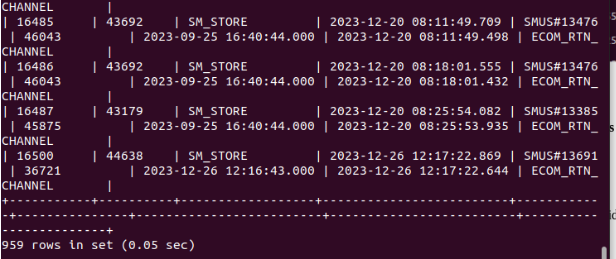 CHANNEL |
| 16485 | 43692 | SM_STORE | 2023-12-20 08:11:49.709 | SMUS#13476
| 46043 | 2023-09-25 16:40:44.000 | 2023-12-20 08:11:49.498 | ECOM_RTN_
CHANNEL |
| 16486 | 43692 | SM_STORE | 2023-12-20 08:18:01.555 | SMUS#13476
| 46043 | 2023-09-25 16:40:44.000 | 2023-12-20 08:18:01.432 | ECOM_RTN_
CHANNEL |
| 16487 | 43179 | SM_STORE | 2023-12-20 08:25:54.082 | SMUS#13385
| 45875 | 2023-09-25 16:40:44.000 | 2023-12-20 08:25:53.935 | ECOM_RTN_
CHANNEL |
| 16500 | 44638 | SM_STORE | 2023-12-26 12:17:22.869 | SMUS#13691
| 36721 | 2023-12-26 12:16:43.000 | 2023-12-26 12:17:22.644 | ECOM_RTN_
CHANNEL |
+-----------+----------+------------------+-------------------------+----------
-+---------------+-------------------------+-------------------------+----------
--------------+
959 rows in set (0.05 sec)